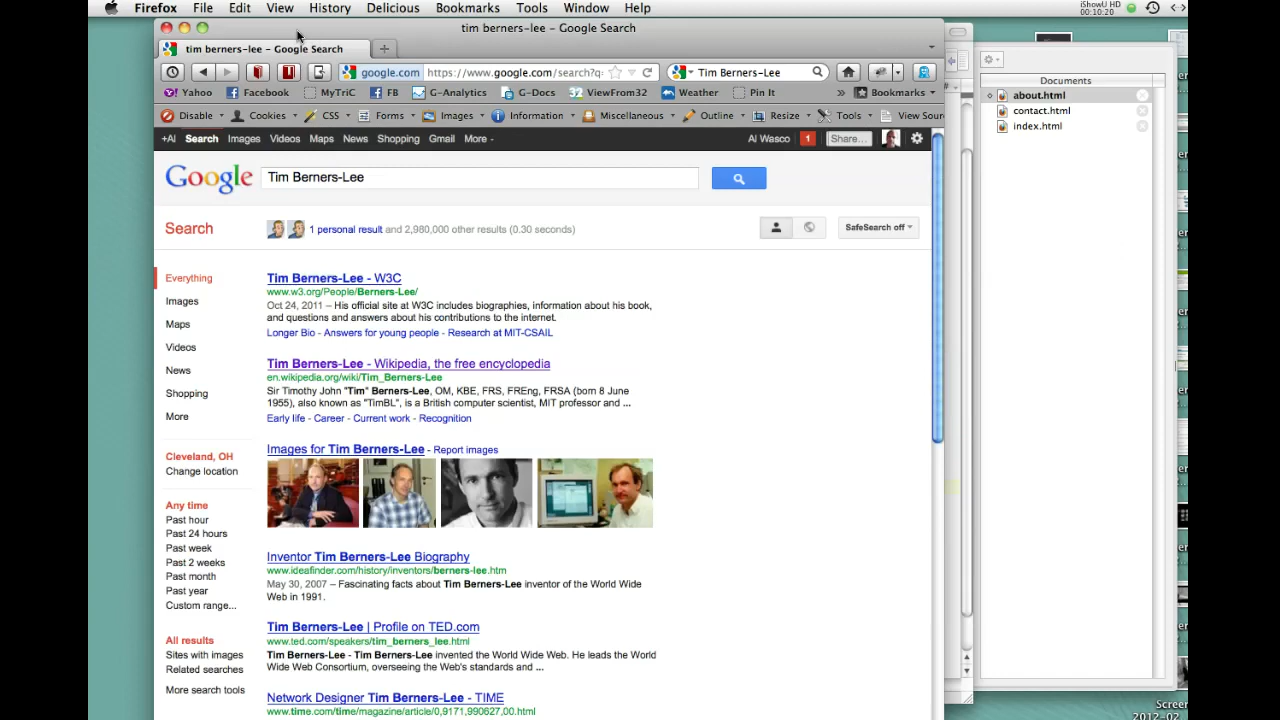 Firefox File Edit View History Delicious Bookmarks Tools Window Help
iShowU HD
00:10:20
tim berners-lee – Google Search
tim berners-lee – Google Search
google.com https://www.google.com/search?q- Tim Berners-Lee
Yahoo Facebook MyTriC FB G-Analytics G-Docs 32 ViewFrom32 Weather Pin It » Bookmarks
Disable Cookies CSS Forms Images Information Miscellaneous Outline Resize Tools View Sour
+Al Search Images Videos Maps News Shopping Gmail More Al Wasco 1 Share...
Google Tim Berners-Lee
Search 1 personal result and 2,980,000 other results (0.30 seconds) SafeSearch off
Everything
Images
Maps
Videos
News
Shopping
More
Cleveland, OH
Change location
Any time
Past hour
Past 24 hours
Past week
Past 2 weeks
Past month
Past year
Custom range...
All results
Sites with images
Related searches
More search tools
Tim Berners-Lee - W3C
www.w3.org/People/Berners-Lee/
Oct 24, 2011 – His official site at W3C includes biographies, information about his book,
and questions and answers about his contributions to the internet.
Longer Bio - Answers for young people - Research at MIT-CSAIL
Tim Berners-Lee - Wikipedia, the free encyclopedia
en.wikipedia.org/wiki/Tim_Berners-Lee
Sir Timothy John "Tim" Berners-Lee, OM, KBE, FRS, FREng, FRSA (born 8 June
1955), also known as "TimBL", is a British computer scientist, MIT professor and ...
Early life - Career - Current work - Recognition
Images for Tim Berners-Lee - Report images
Inventor Tim Berners-Lee Biography
www.ideafinder.com/history/inventors/berners-lee.htm
May 30, 2007 – Fascinating facts about Tim Berners-Lee inventor of the World Wide
Web in 1991.
Tim Berners-Lee | Profile on TED.com
www.ted.com/speakers/tim_berners_lee.html
Tim Berners-Lee - Tim Berners-Lee invented the World Wide Web. He leads the World
Wide Web Consortium, overseeing the Web's standards and ...
Network Designer Tim Berners-Lee - TIME
www.time.com/time/magazine/article/0,9171,990627,00.html
Documents
about.html
contact.html
index.html
Screer
2012-02